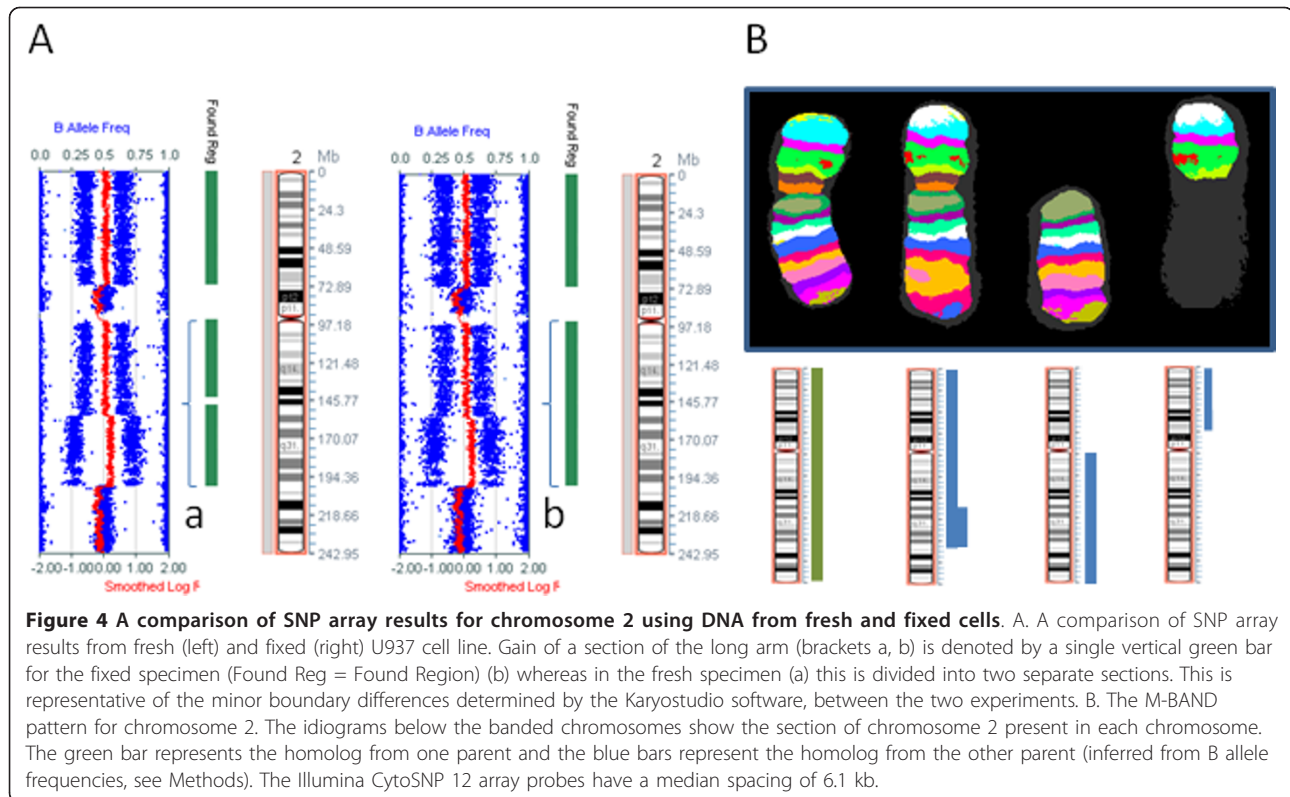 A
B
B Allele Freq
0.0 0.25 0.5 0.75 1.0
Found Reg
2 Mb
0
24.3
48.59
72.89
97.18
121.48
145.77
170.07
194.36
218.66
242.95
p12
p11.
q31.
a
-2.00 -1.00 0.00 1.00 2.00
Smoothed Log R
B Allele Freq
0.0 0.25 0.5 0.75 1.0
Found Reg
2 Mb
0
24.3
48.59
72.89
97.18
121.48
145.77
170.07
194.36
218.66
242.95
p12
p11.
q31.
b
-2.00 -1.00 0.00 1.00 2.00
Smoothed Log R
Figure 4 A comparison of SNP array results for chromosome 2 using DNA from fresh and fixed cells. A. A comparison of SNP array
results from fresh (left) and fixed (right) U937 cell line. Gain of a section of the long arm (brackets a, b) is denoted by a single vertical green bar
for the fixed specimen (Found Reg = Found Region) (b) whereas in the fresh specimen (a) this is divided into two separate sections. This is
representative of the minor boundary differences determined by the Karyostudio software, between the two experiments. B. The M-BAND
pattern for chromosome 2. The idiograms below the banded chromosomes show the section of chromosome 2 present in each chromosome.
The green bar represents the homolog from one parent and the blue bars represent the homolog from the other parent (inferred from B allele
frequencies, see Methods). The Illumina CytoSNP 12 array probes have a median spacing of 6.1 kb.